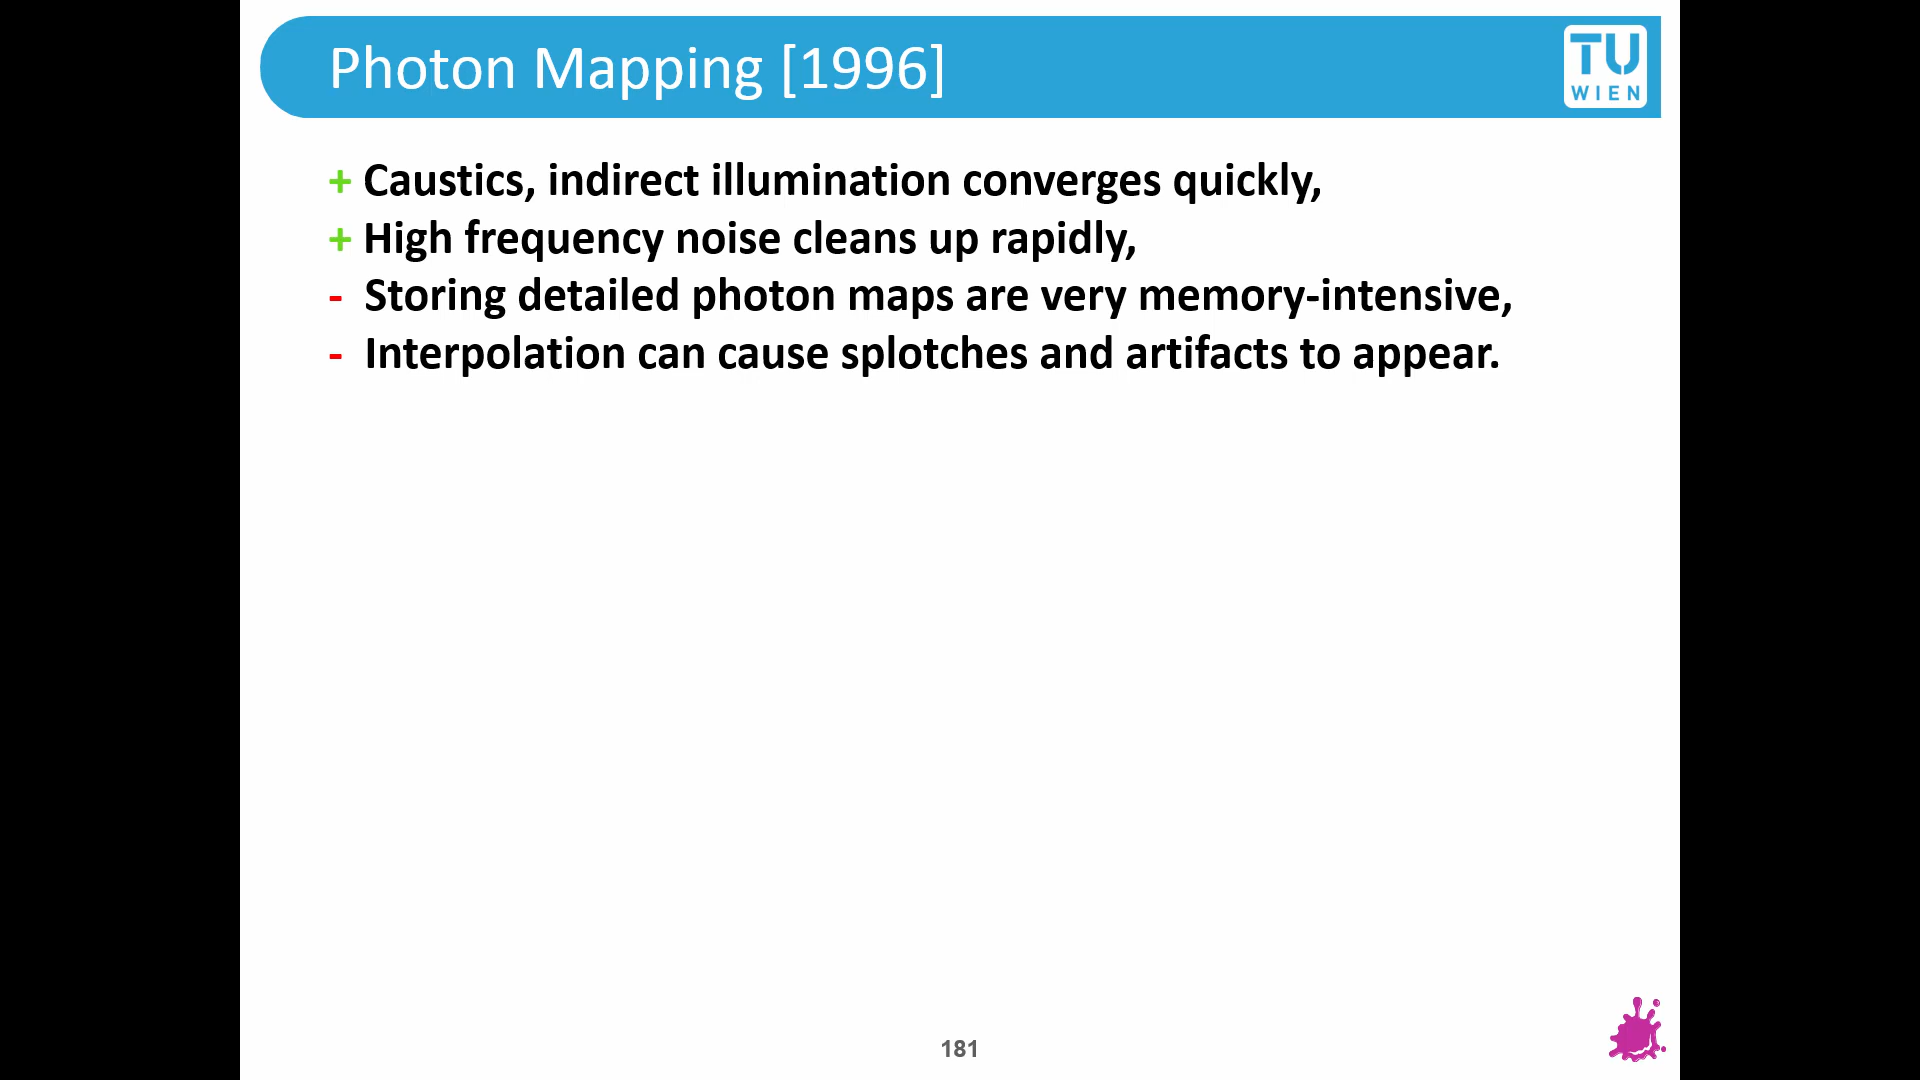 Photon Mapping [1996]
TU
WIEN
+ Caustics, indirect illumination converges quickly,
+ High frequency noise cleans up rapidly,
- Storing detailed photon maps are very memory-intensive,
- Interpolation can cause splotches and artifacts to appear.
181